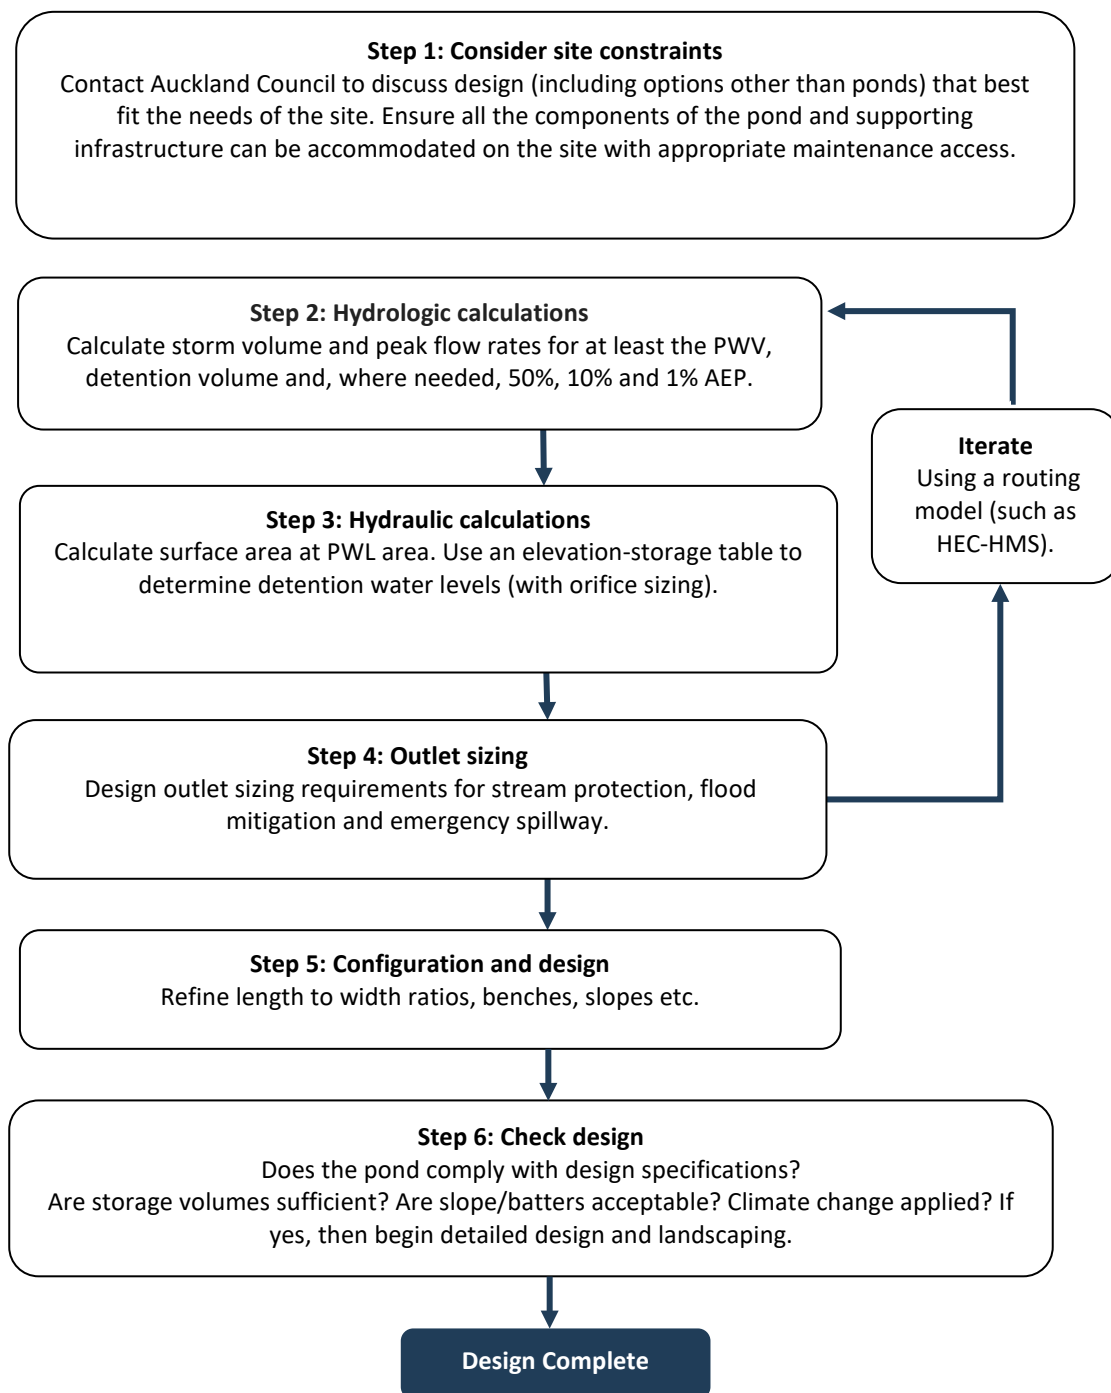 Step 1: Consider site constraints
Contact Auckland Council to discuss design (including options other than ponds) that best
fit the needs of the site. Ensure all the components of the pond and supporting
infrastructure can be accommodated on the site with appropriate maintenance access.
Step 2: Hydrologic calculations
Calculate storm volume and peak flow rates for at least the PWV,
detention volume and, where needed, 50%, 10% and 1% AEP.
Iterate
Using a routing
model (such as
HEC-HMS).
Step 3: Hydraulic calculations
Calculate surface area at PWL area. Use an elevation-storage table to
determine detention water levels (with orifice sizing).
Step 4: Outlet sizing
Design outlet sizing requirements for stream protection, flood
mitigation and emergency spillway.
Step 5: Configuration and design
Refine length to width ratios, benches, slopes etc.
Step 6: Check design
Does the pond comply with design specifications?
Are storage volumes sufficient? Are slope/batters acceptable? Climate change applied? If
yes, then begin detailed design and landscaping.
Design Complete